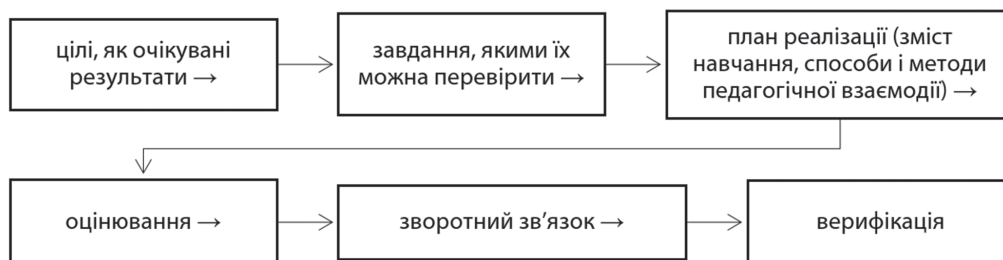 цілі, як очікувані
результати →
завдання, якими їх
можна перевірити →
план реалізації (зміст
навчання, способи і методи
педагогічної взаємодії) →
оцінювання →
зворотний зв’язок →
верифікація